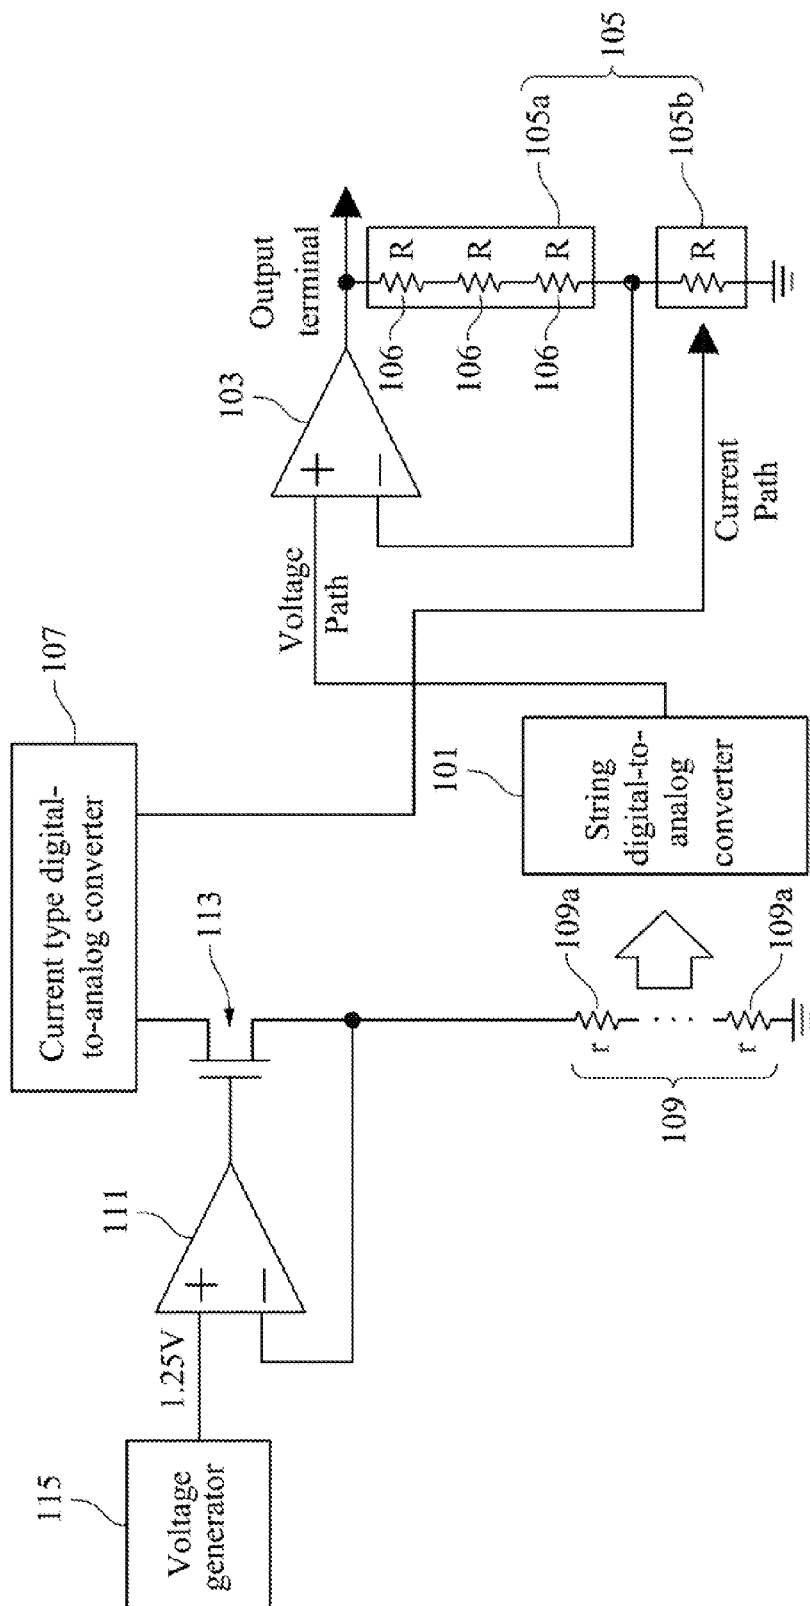 115
Voltage
generator
1.25V
111
Current type digital-
to-analog converter
107
113
109
r
109a
r
109a
101
String
digital-to-
analog
converter
Voltage
Path
103
Output
terminal
106
R
106
R
106
R
R
Current
Path
105
105a
105b